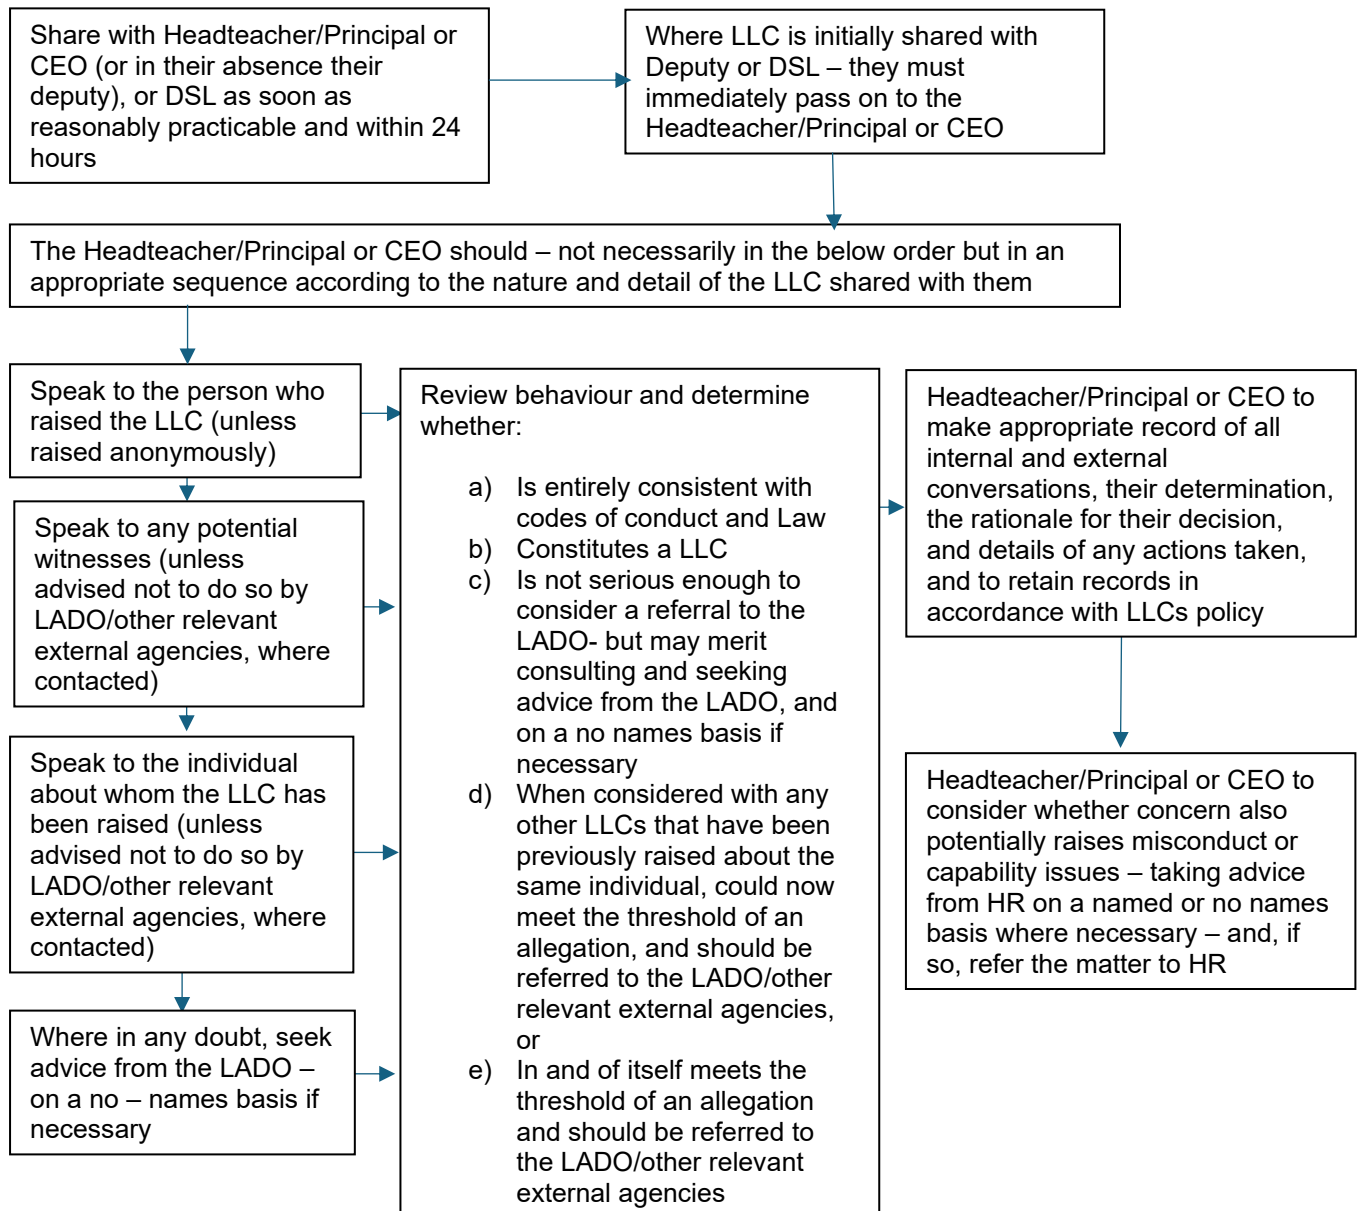 Share with Headteacher/Principal or
CEO (or in their absence their
deputy), or DSL as soon as
reasonably practicable and within 24
hours
Where LLC is initially shared with
Deputy or DSL – they must
immediately pass on to the
Headteacher/Principal or CEO
The Headteacher/Principal or CEO should – not necessarily in the below order but in an
appropriate sequence according to the nature and detail of the LLC shared with them
Speak to the person who
raised the LLC (unless
raised anonymously)
Speak to any potential
witnesses (unless
advised not to do so by
LADO/other relevant
external agencies, where
contacted)
Speak to the individual
about whom the LLC has
been raised (unless
advised not to do so by
LADO/other relevant
external agencies, where
contacted)
Where in any doubt, seek
advice from the LADO –
on a no – names basis if
necessary
Review behaviour and determine
whether:
a) Is entirely consistent with
codes of conduct and Law
b) Constitutes a LLC
c) Is not serious enough to
consider a referral to the
LADO- but may merit
consulting and seeking
advice from the LADO, and
on a no names basis if
necessary
d) When considered with any
other LLCs that have been
previously raised about the
same individual, could now
meet the threshold of an
allegation, and should be
referred to the LADO/other
relevant external agencies,
or
e) In and of itself meets the
threshold of an allegation
and should be referred to
the LADO/other relevant
external agencies
Headteacher/Principal or CEO to
make appropriate record of all
internal and external
conversations, their determination,
the rationale for their decision,
and details of any actions taken,
and to retain records in
accordance with LLCs policy
Headteacher/Principal or CEO to
consider whether concern also
potentially raises misconduct or
capability issues – taking advice
from HR on a named or no names
basis where necessary – and, if
so, refer the matter to HR